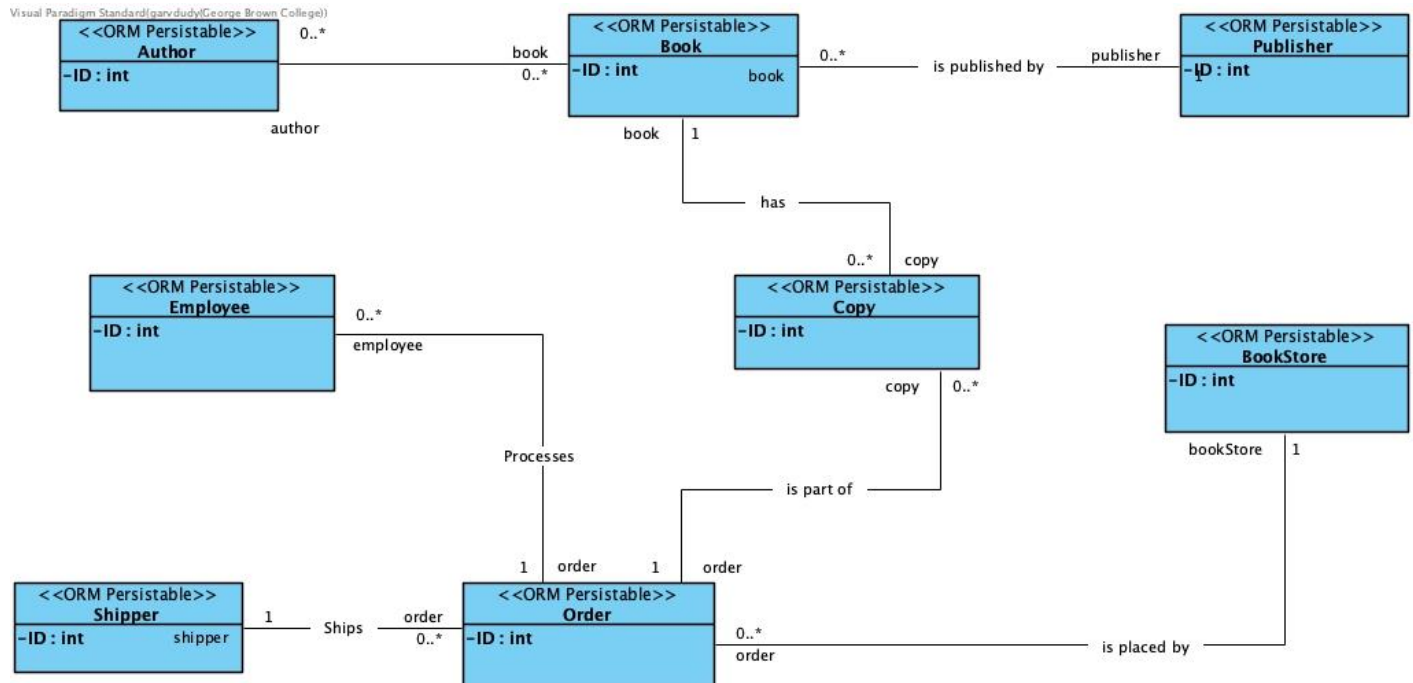 Visual Paradigm Standard(garvdudy(George Brown College))
<<ORM Persistable>>
Author
-ID : int
0..*
author
book
0..*
<<ORM Persistable>>
Book
-ID : int
book
0..*
is published by
publisher
1
<<ORM Persistable>>
Publisher
-ID : int
book
1
has
0..*
copy
<<ORM Persistable>>
Employee
-ID : int
0..*
employee
<<ORM Persistable>>
Copy
-ID : int
copy
0..*
<<ORM Persistable>>
BookStore
-ID : int
bookStore
1
Processes
is part of
1
order
1
order
<<ORM Persistable>>
Shipper
-ID : int
shipper
1
Ships
order
0..*
<<ORM Persistable>>
Order
-ID : int
0..*
order
is placed by